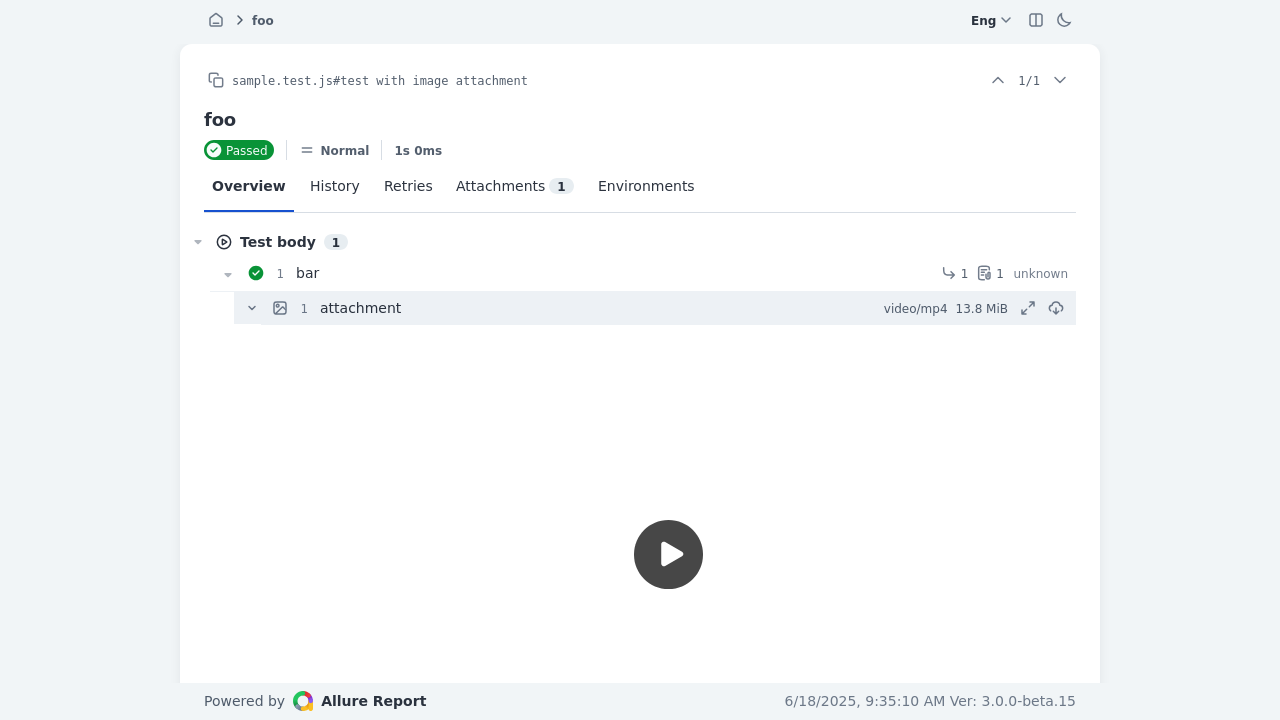 foo
Eng
sample.test.js#test with image attachment
1/1
foo
Passed
Normal
1s 0ms
Overview
History
Retries
Attachments 1
Environments
Test body 1
1 bar
1 1 unknown
1 attachment
video/mp4 13.8 MiB
Powered by Allure Report
6/18/2025, 9:35:10 AM Ver: 3.0.0-beta.15